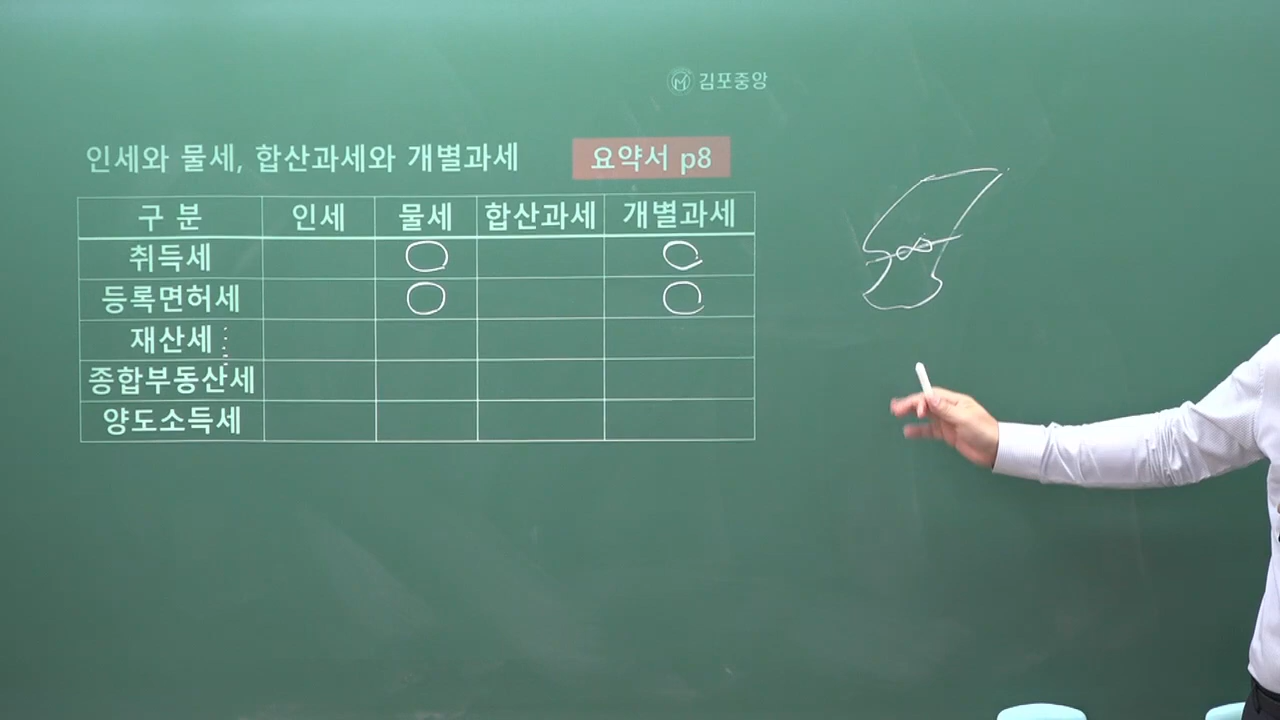 김포중앙
인세와 물세, 합산과세와 개별과세 요약서 p8
구 분 인세 물세 합산과세 개별과세
취득세 ○ ○
등록면허세 ○ ○
재산세
종합부동산세
양도소득세